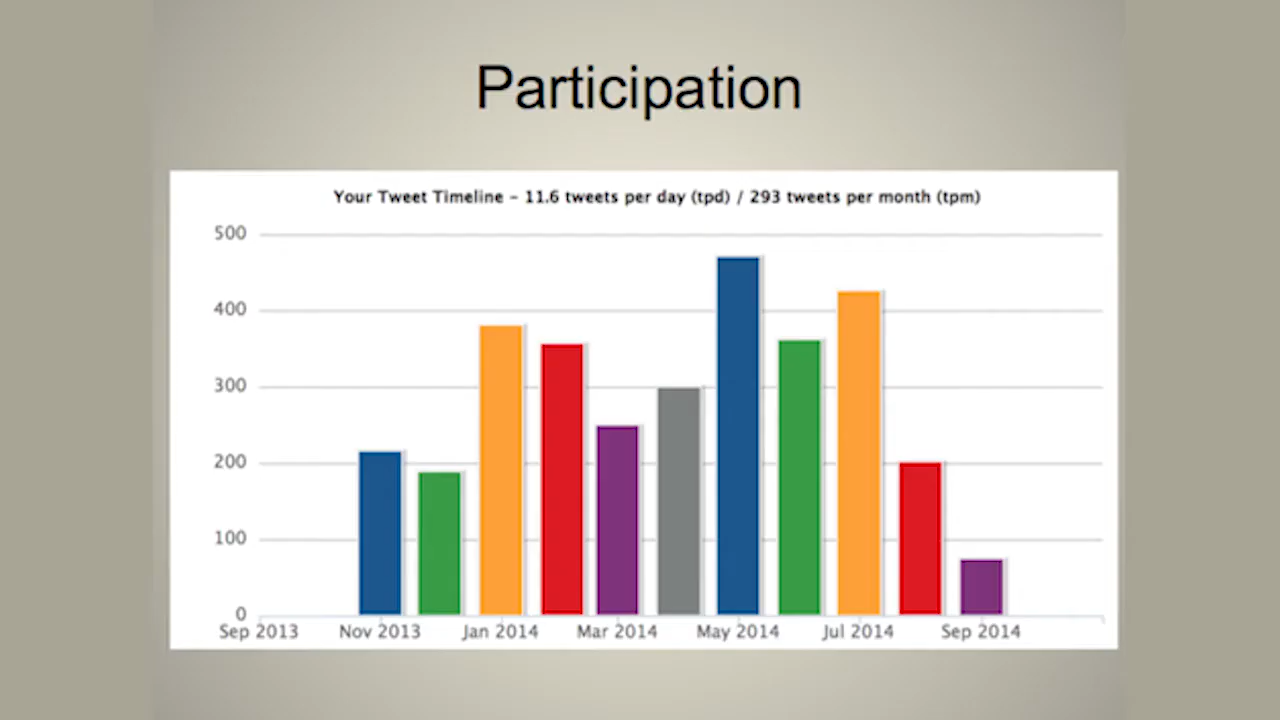 Participation
Your Tweet Timeline – 11.6 tweets per day (tpd) / 293 tweets per month (tpm)
500
400
300
200
100
0
Sep 2013 Nov 2013 Jan 2014 Mar 2014 May 2014 Jul 2014 Sep 2014